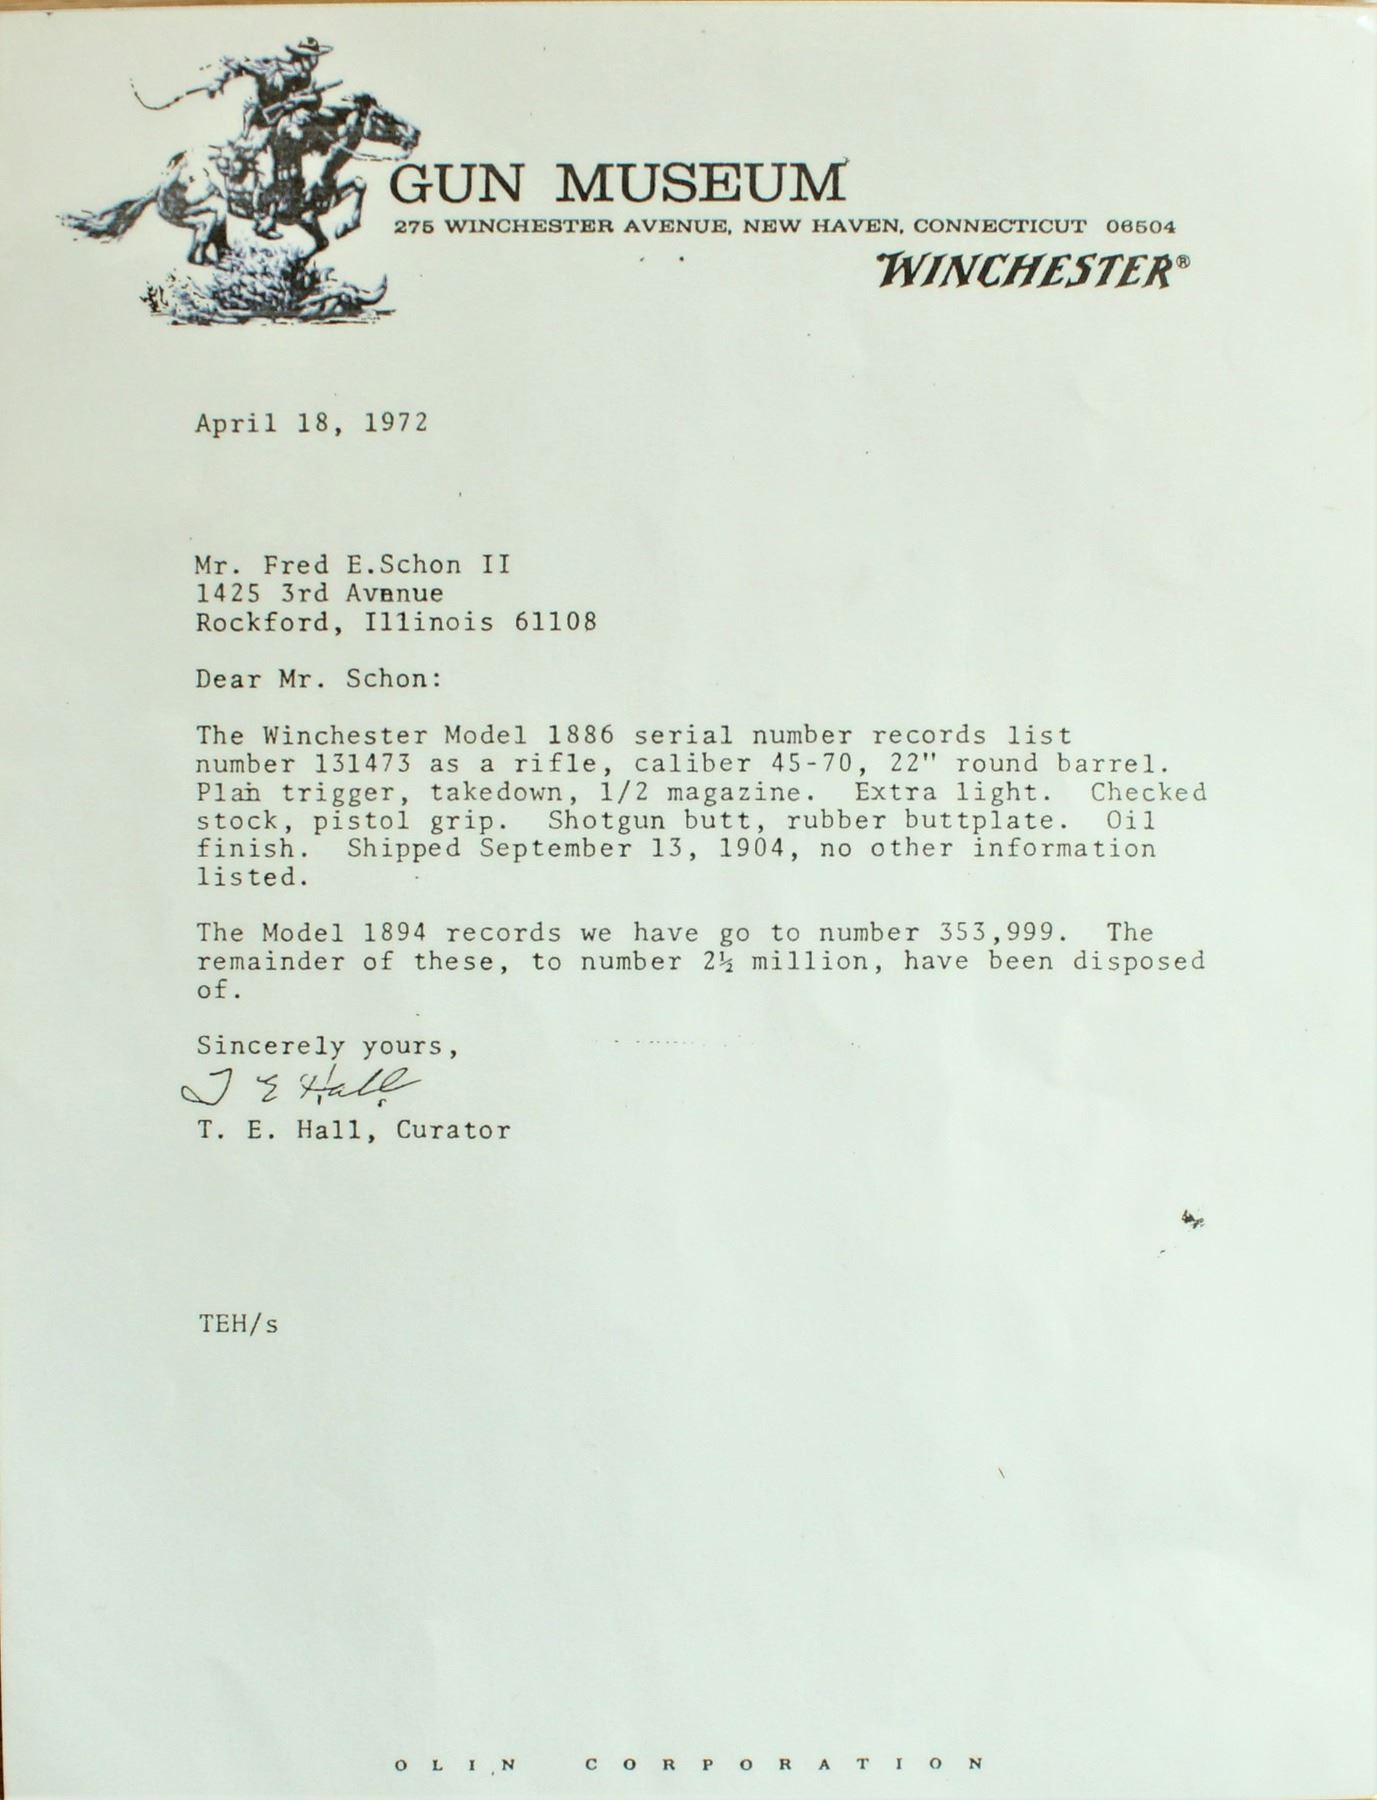 GUN MUSEUM
275 WINCHESTER AVENUE, NEW HAVEN, CONNECTICUT 06504
WINCHESTER®
April 18, 1972
Mr. Fred E.Schon II
1425 3rd Avenue
Rockford, Illinois 61108
Dear Mr. Schon:
The Winchester Model 1886 serial number records list
number 131473 as a rifle, caliber 45-70, 22" round barrel.
Plan trigger, takedown, 1/2 magazine. Extra light. Checked
stock, pistol grip. Shotgun butt, rubber buttplate. Oil
finish. Shipped September 13, 1904, no other information
listed.
The Model 1894 records we have go to number 353,999. The
remainder of these, to number 2½ million, have been disposed
of.
Sincerely yours,
T E Hall
T. E. Hall, Curator
TEH/s
OLIN CORPORATION